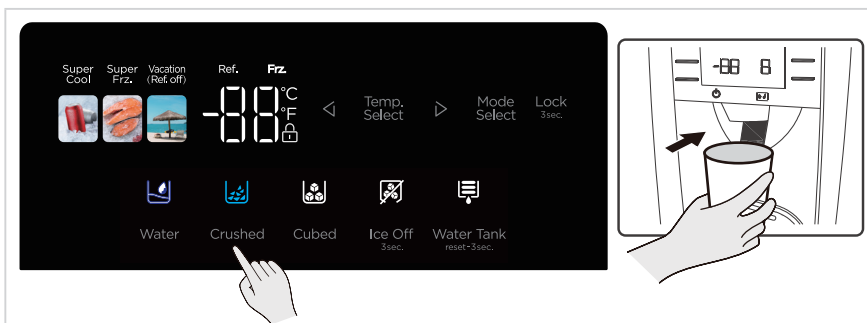 Super Cool
Super Frz.
Vacation (Ref. off)
Ref.
Frz.
-88
°C
°F
Temp. Select
Mode Select
Lock
3sec.
Water
Crushed
Cubed
Ice Off
3sec.
Water Tank
reset-3sec.
-88 8